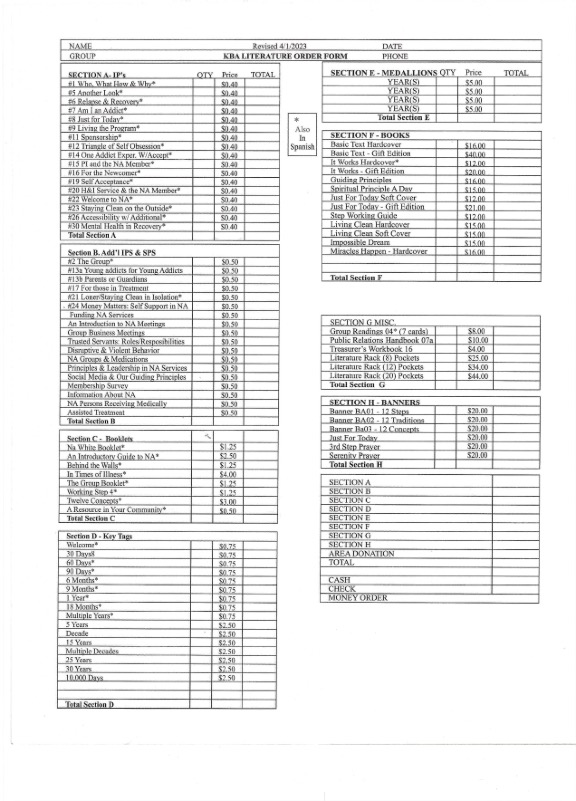 NAME Revised 4/1/2023 DATE
GROUP KBA LITERATURE ORDER FORM PHONE
SECTION A- IP's QTY Price TOTAL
#1 Who, What How & Why* $0.40
#5 Another Look* $0.40
#6 Relapse & Recovery* $0.40
#7 Am I an Addict* $0.40
#8 Just for Today* $0.40
#9 Living the Program* $0.40
#11 Sponsorship* $0.40
#12 Triangle of Self Obsession* $0.40
#14 One Addict Exper. W/Accept* $0.40
#15 PI and the NA Member* $0.40
#16 For the Newcomer* $0.40
#19 Self Acceptance* $0.40
#20 H&I Service & the NA Member* $0.40
#22 Welcome to NA* $0.40
#23 Staying Clean on the Outside* $0.40
#26 Accessibility w/ Additional* $0.40
#30 Mental Health in Recovery* $0.40
Total Section A
Section B. Add'l IPS & SPS
#2 The Group* $0.50
#13a Young addicts for Young Addicts $0.50
#13b Parents or Guardians $0.50
#17 For those in Treatment $0.50
#21 Loner/Staying Clean in Isolation* $0.50
#24 Money Matters: Self Support in NA $0.50
Funding NA Services $0.50
An Introduction to NA Meetings $0.50
Group Business Meetings $0.50
Trusted Servants: Roles/Resposibilities $0.50
Disruptive & Violent Behavior $0.50
NA Groups & Medications $0.50
Principles & Leadership in NA Services $0.50
Social Media & Our Guiding Principles $0.50
Membership Survey $0.50
Information About NA $0.50
NA Persons Receiving Medically $0.50
Assisted Treatment $0.50
Total Section B
Section C - Booklets
Na White Booklet* $1.25
An Introductory Guide to NA* $2.50
Behind the Walls* $1.25
In Times of Illness* $4.00
The Group Booklet* $1.25
Working Step 4* $1.25
Twelve Concepts* $3.00
A Resource in Your Community* $0.50
Total Section C
Section D - Key Tags
Welcome* $0.75
30 Days8 $0.75
60 Days* $0.75
90 Days* $0.75
6 Months* $0.75
9 Months* $0.75
1 Year* $0.75
18 Months* $0.75
Multiple Years* $0.75
5 Years $2.50
Decade $2.50
15 Years $2.50
Multiple Decades $2.50
25 Years $2.50
30 Years $2.50
10,000 Days $2.50
Total Section D
*
Also
In
Spanish
SECTION E - MEDALLIONS QTY Price TOTAL
YEAR(S) $5.00
YEAR(S) $5.00
YEAR(S) $5.00
YEAR(S) $5.00
Total Section E
SECTION F - BOOKS
Basic Text Hardcover $16.00
Basic Text - Gift Edition $40.00
It Works Hardcover* $12.00
It Works - Gift Edition $20.00
Guiding Principles $16.00
Spiritual Principle A Day $15.00
Just For Today Soft Cover $12.00
Just For Today - Gift Edition $21.00
Step Working Guide $12.00
Living Clean Hardcover $15.00
Living Clean Soft Cover $15.00
Impossible Dream $15.00
Miracles Happen - Hardcover $16.00
Total Section F
SECTION G MISC.
Group Readings 04* (7 cards) $8.00
Public Relations Handbook 07a $10.00
Treasurer's Workbook 16 $4.00
Literature Rack (8) Pockets $25.00
Literature Rack (12) Pockets $34.00
Literature Rack (20) Pockets $44.00
Total Section G
SECTION H - BANNERS
Banner BA01 - 12 Steps $20.00
Banner BA02 - 12 Traditions $20.00
Banner Ba03 - 12 Concepts $20.00
Just For Today $20.00
3rd Step Prayer $20.00
Serenity Prayer $20.00
Total Section H
SECTION A
SECTION B
SECTION C
SECTION D
SECTION E
SECTION F
SECTION G
SECTION H
AREA DONATION
TOTAL
CASH
CHECK
MONEY ORDER